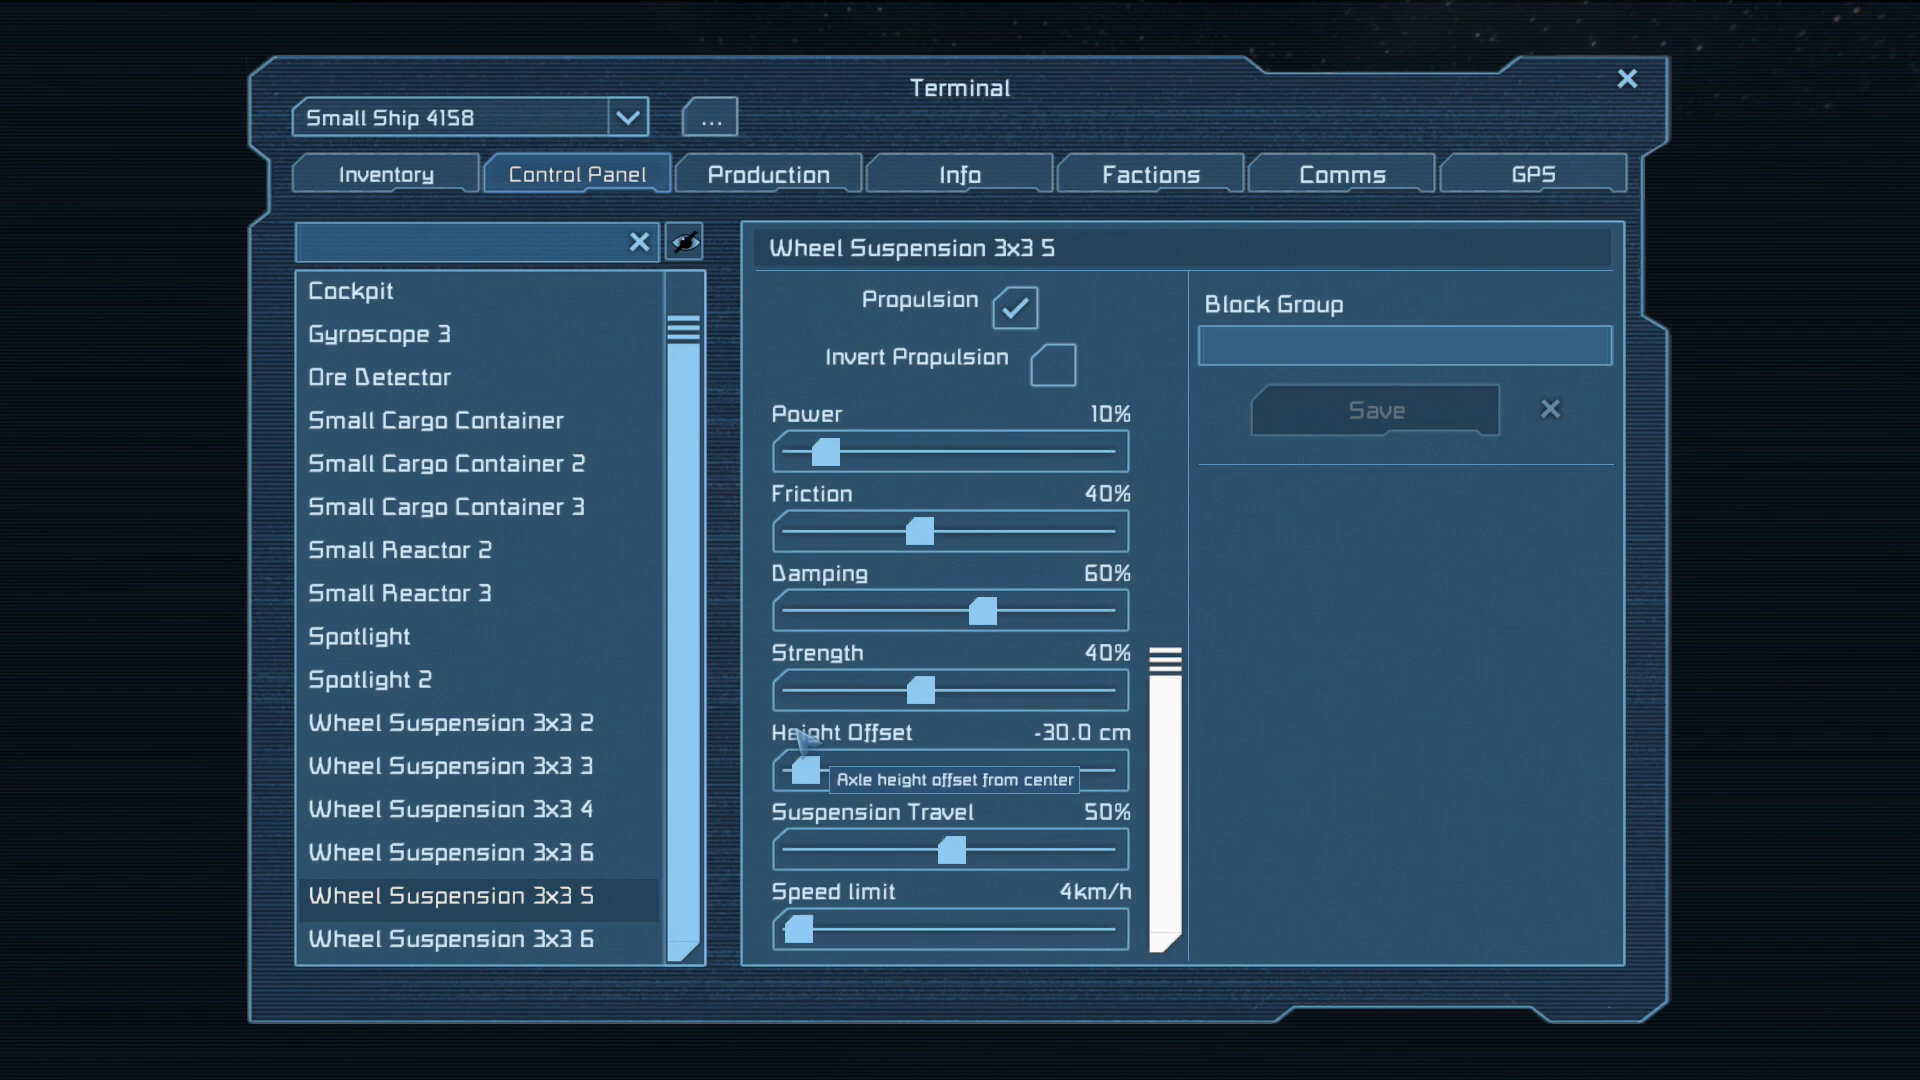 Terminal
Small Ship 4158
...
Inventory
Control Panel
Production
Info
Factions
Comms
GPS
Cockpit
Gyroscope 3
Ore Detector
Small Cargo Container
Small Cargo Container 2
Small Cargo Container 3
Small Reactor 2
Small Reactor 3
Spotlight
Spotlight 2
Wheel Suspension 3x3 2
Wheel Suspension 3x3 3
Wheel Suspension 3x3 4
Wheel Suspension 3x3 6
Wheel Suspension 3x3 5
Wheel Suspension 3x3 6
Wheel Suspension 3x3 5
Propulsion
Invert Propulsion
Power 10%
Friction 40%
Damping 60%
Strength 40%
Height Offset -30.0 cm
Axle height offset from center
Suspension Travel 50%
Speed limit 4km/h
Block Group
Save